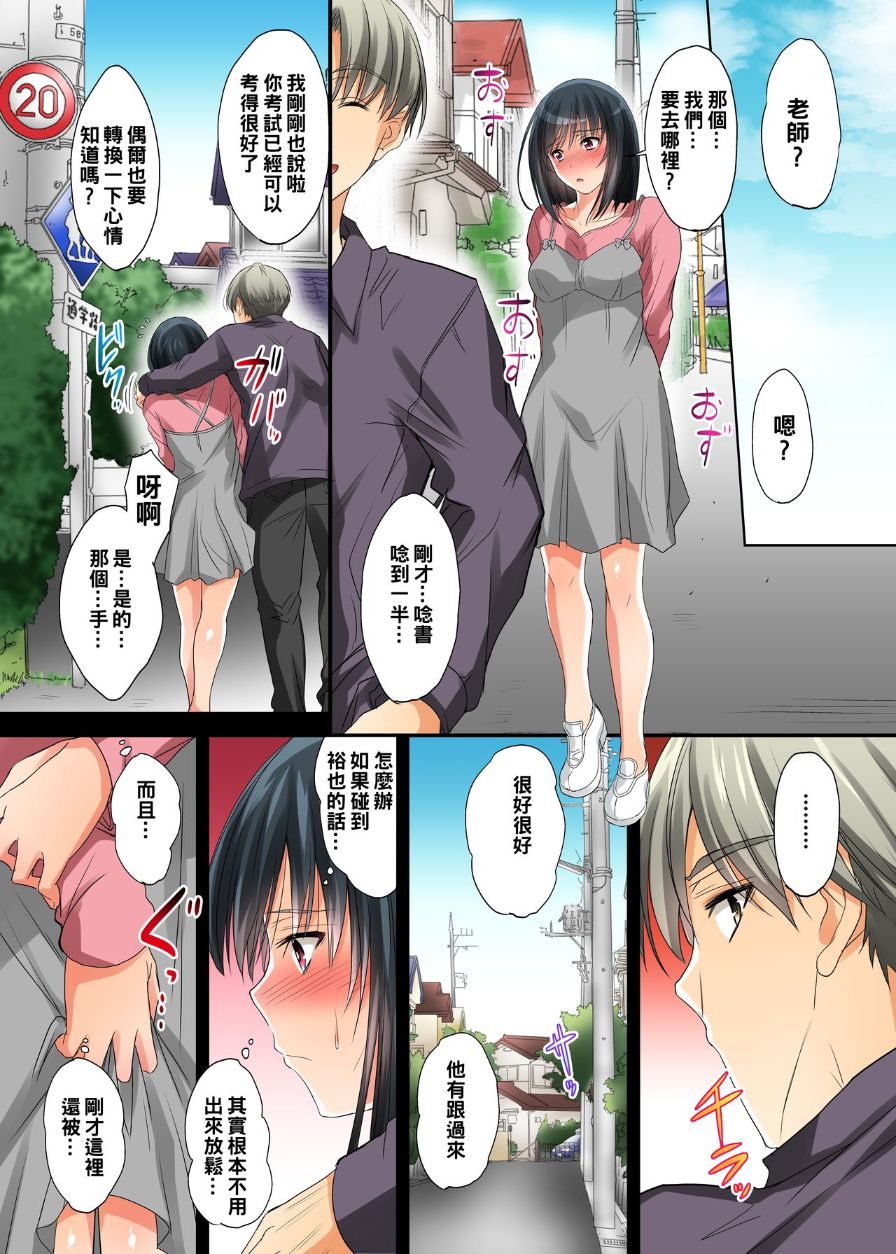 老師?
那個…
我們…
要去哪裡?
嗯?
剛才…唸書
唸到一半…
おず
おず
おず
我剛剛也說啦
你考試已經可以
考得很好了
偶爾也要
轉換一下心情
知道嗎?
20
通学路
ガバッ
ビクッ
呀啊
是…是的…
那個…手…
………
チラッ
很好很好
他有跟過來
サッ
怎麼辦
如果碰到
裕也的話…
其實根本不用
出來放鬆…
而且…
ぐっ…
剛才這裡
還被…